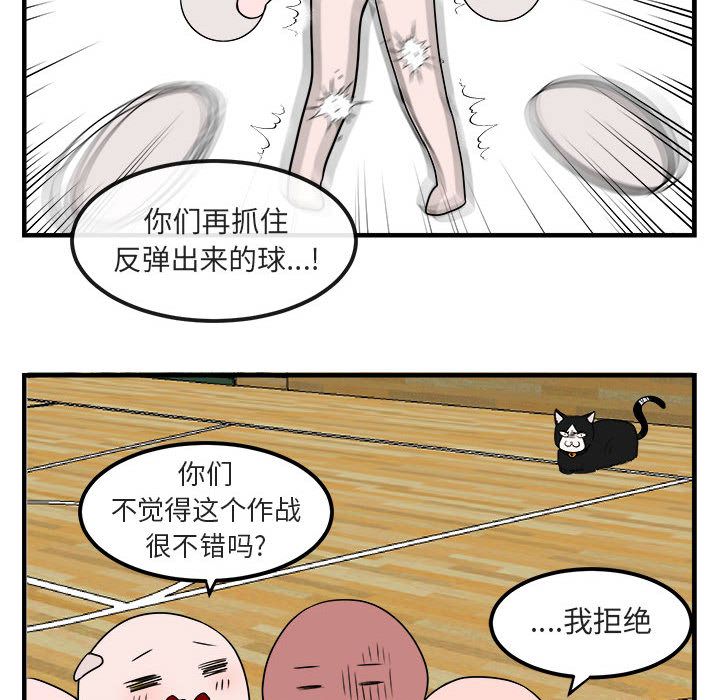 你们再抓住
反弹出来的球...!
你们
不觉得这个作战
很不错吗?
....我拒绝